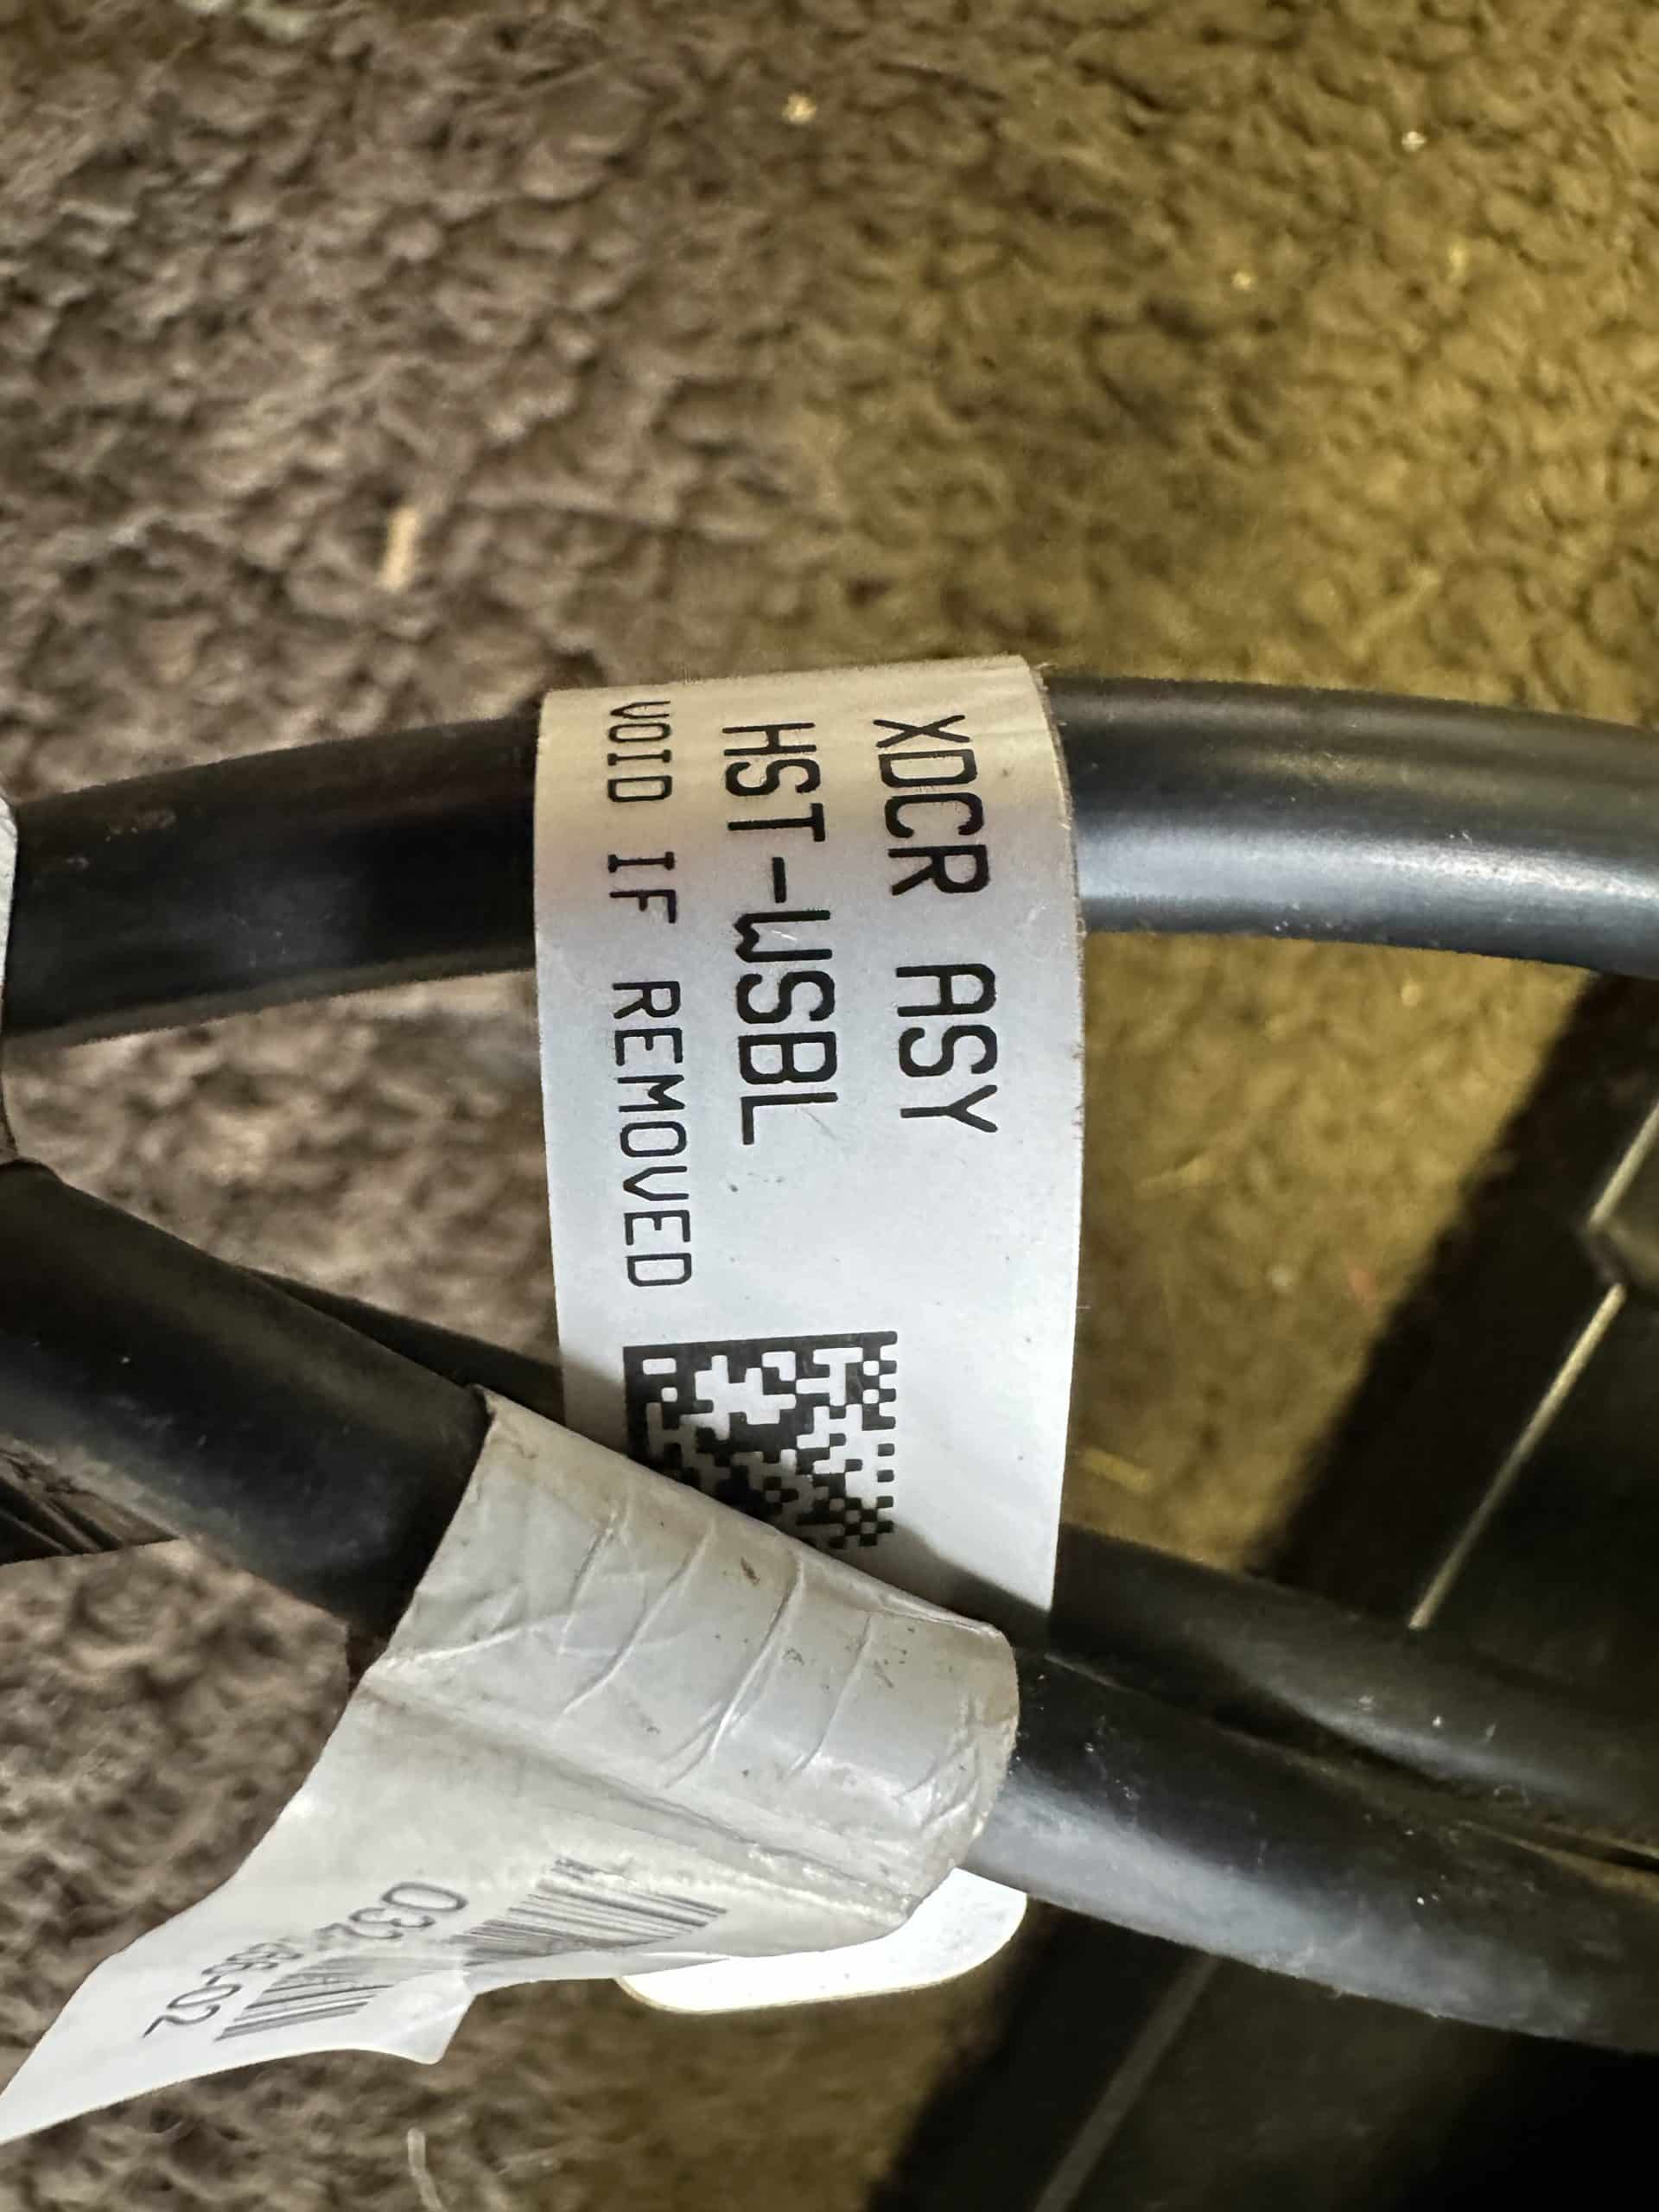 XDCR ASY
HST-WSBL
VOID IF REMOVED